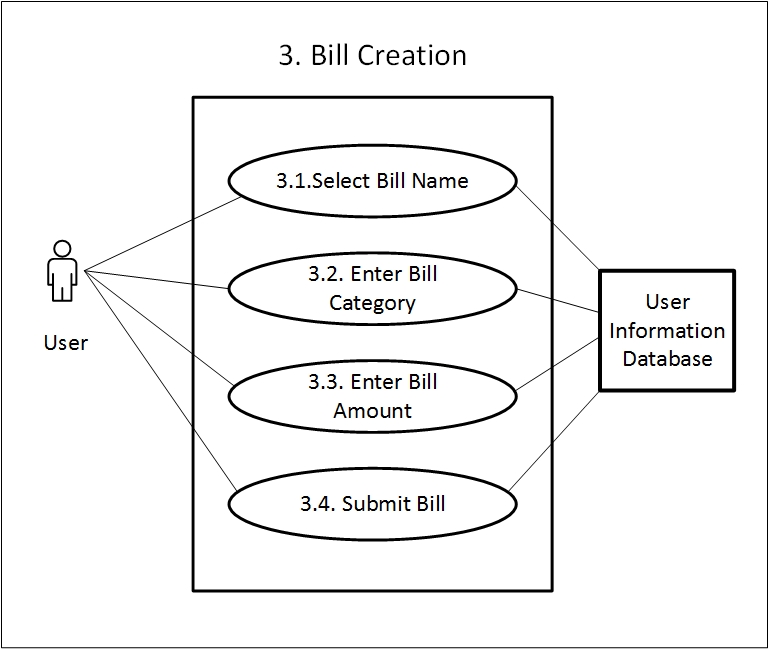 3. Bill Creation
3.1.Select Bill Name
3.2. Enter Bill
Category
User
User
Information
Database
3.3. Enter Bill
Amount
3.4. Submit Bill